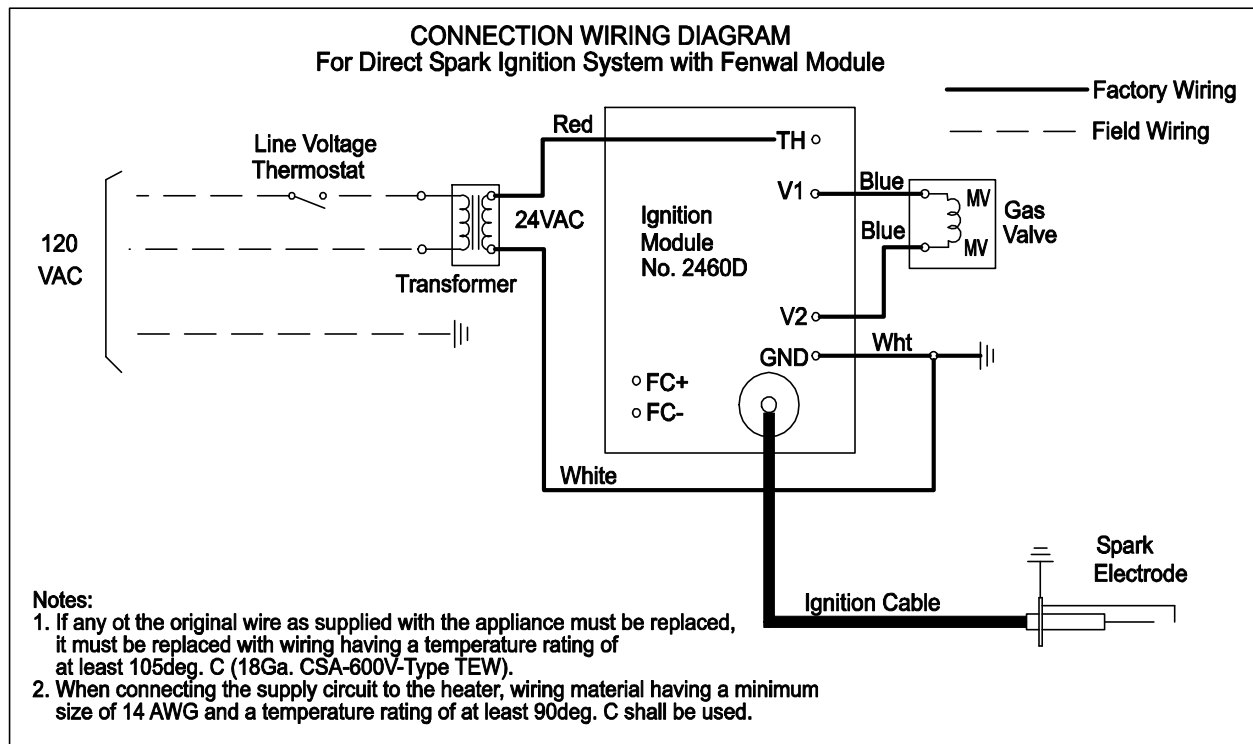 CONNECTION WIRING DIAGRAM
For Direct Spark Ignition System with Fenwal Module
Factory Wiring
Field Wiring
Red
Line Voltage
Thermostat
TH
V1
Blue
MV
Gas
Valve
Blue
MV
24VAC
Ignition
Module
No. 2460D
120
VAC
Transformer
V2
GND
Wht
FC+
FC-
White
Spark
Electrode
Ignition Cable
Notes:
1. If any ot the original wire as supplied with the appliance must be replaced,
it must be replaced with wiring having a temperature rating of
at least 105deg. C (18Ga. CSA-600V-Type TEW).
2. When connecting the supply circuit to the heater, wiring material having a minimum
size of 14 AWG and a temperature rating of at least 90deg. C shall be used.